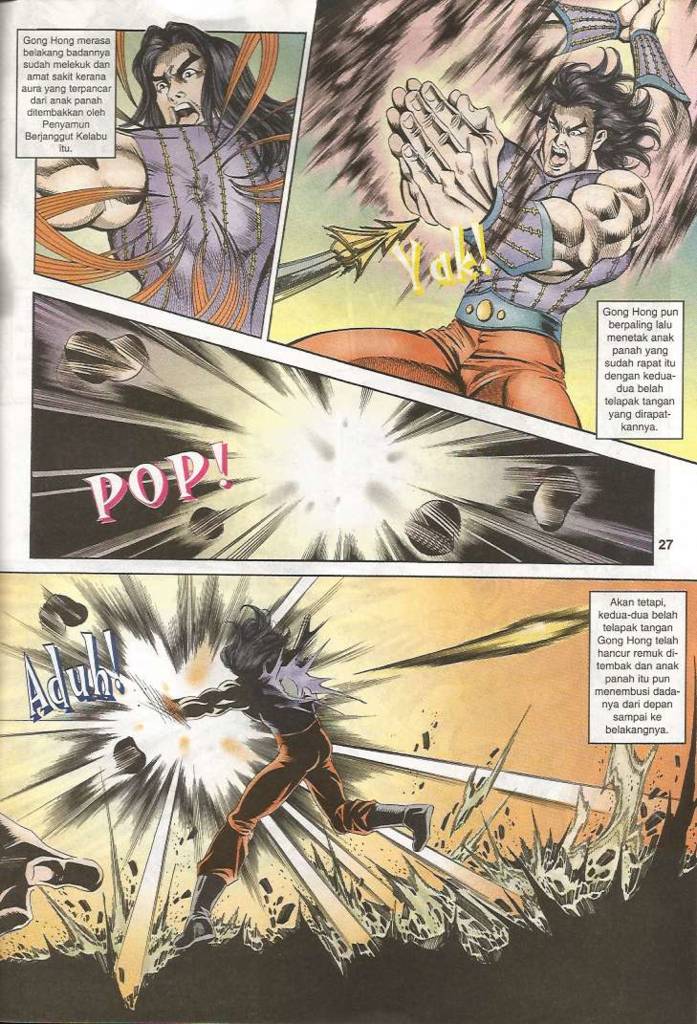 Gong Hong merasa
belakang badannya
sudah melekuk dan
amat sakit kerana
aura yang terpancar
dari anak panah
ditembakkan oleh
Penyamun
Berjanggut Kelabu
itu.
Yak!
Gong Hong pun
berpaling lalu
menetak anak
panah yang
sudah rapat itu
dengan kedua-
dua belah
telapak tangan
yang dirapat-
kannya.
POP!
27
Akan tetapi,
kedua-dua belah
telapak tangan
Gong Hong telah
hancur remuk di-
tembak dan anak
panah itu pun
menembusi dada-
nya dari depan
sampai ke
belakangnya.
Aduh!